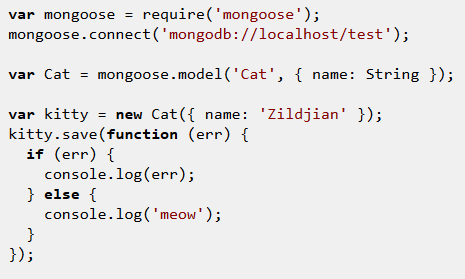 var mongoose = require('mongoose');
mongoose.connect('mongodb://localhost/test');

var Cat = mongoose.model('Cat', { name: String });

var kitty = new Cat({ name: 'Zildjian' });
kitty.save(function (err) {
  if (err) {
    console.log(err);
  } else {
    console.log('meow');
  }
});